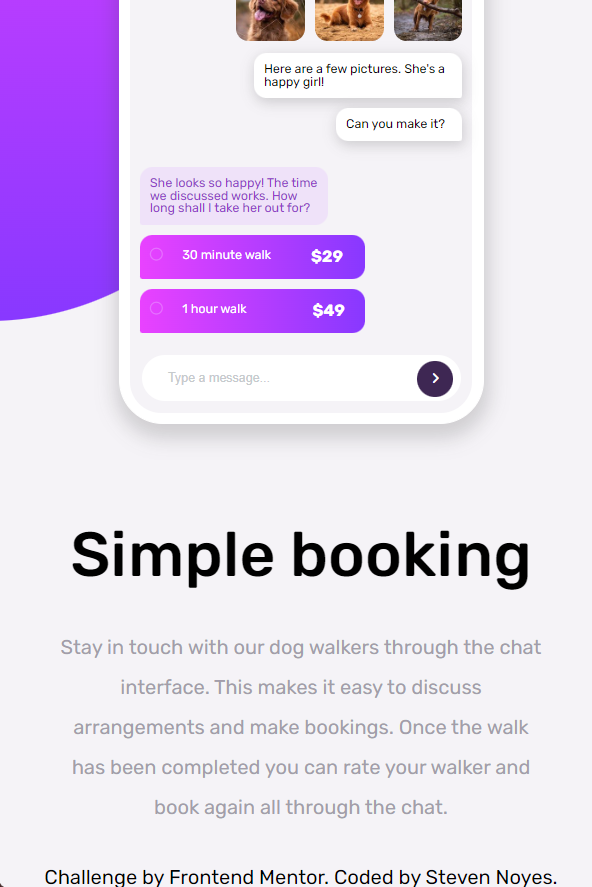 Here are a few pictures. She's a
happy girl!
Can you make it?
She looks so happy! The time
we discussed works. How
long shall I take her out for?
30 minute walk $29
1 hour walk $49
Type a message...
Simple booking
Stay in touch with our dog walkers through the chat
interface. This makes it easy to discuss
arrangements and make bookings. Once the walk
has been completed you can rate your walker and
book again all through the chat.
Challenge by Frontend Mentor. Coded by Steven Noyes.